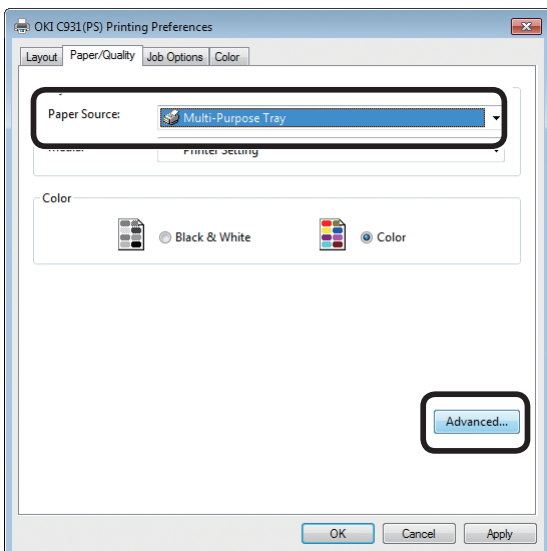 OKI C931(PS) Printing Preferences
Layout Paper/Quality Job Options Color
Paper Source: Multi-Purpose Tray
Printer Setting
Color
Black & White Color
Advanced...
OK Cancel Apply